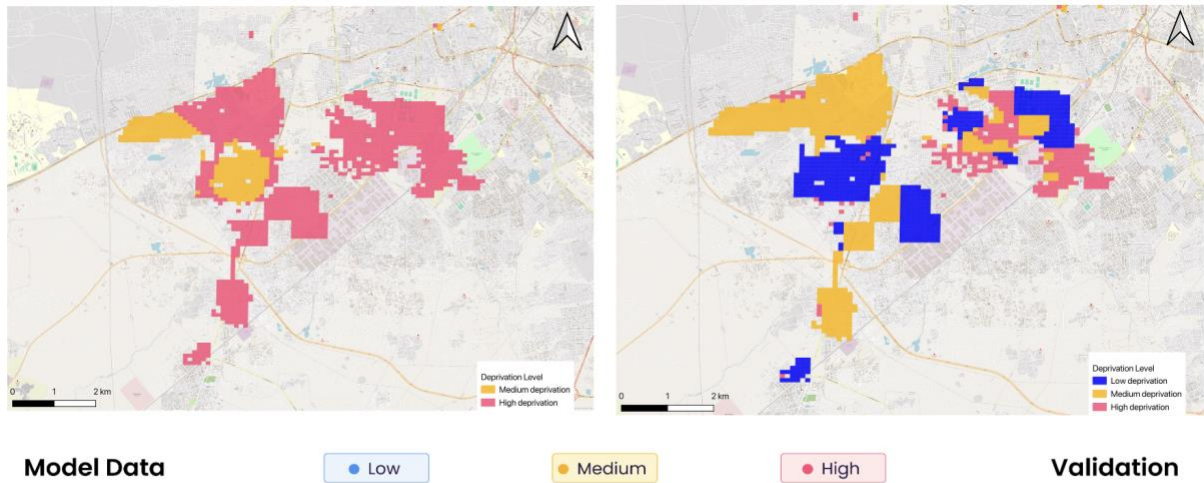 Deprivation Level
Medium deprivation
High deprivation
0 1 2 km
Deprivation Level
Low deprivation
Medium deprivation
High deprivation
0 1 2 km
Model Data
Low
Medium
High
Validation